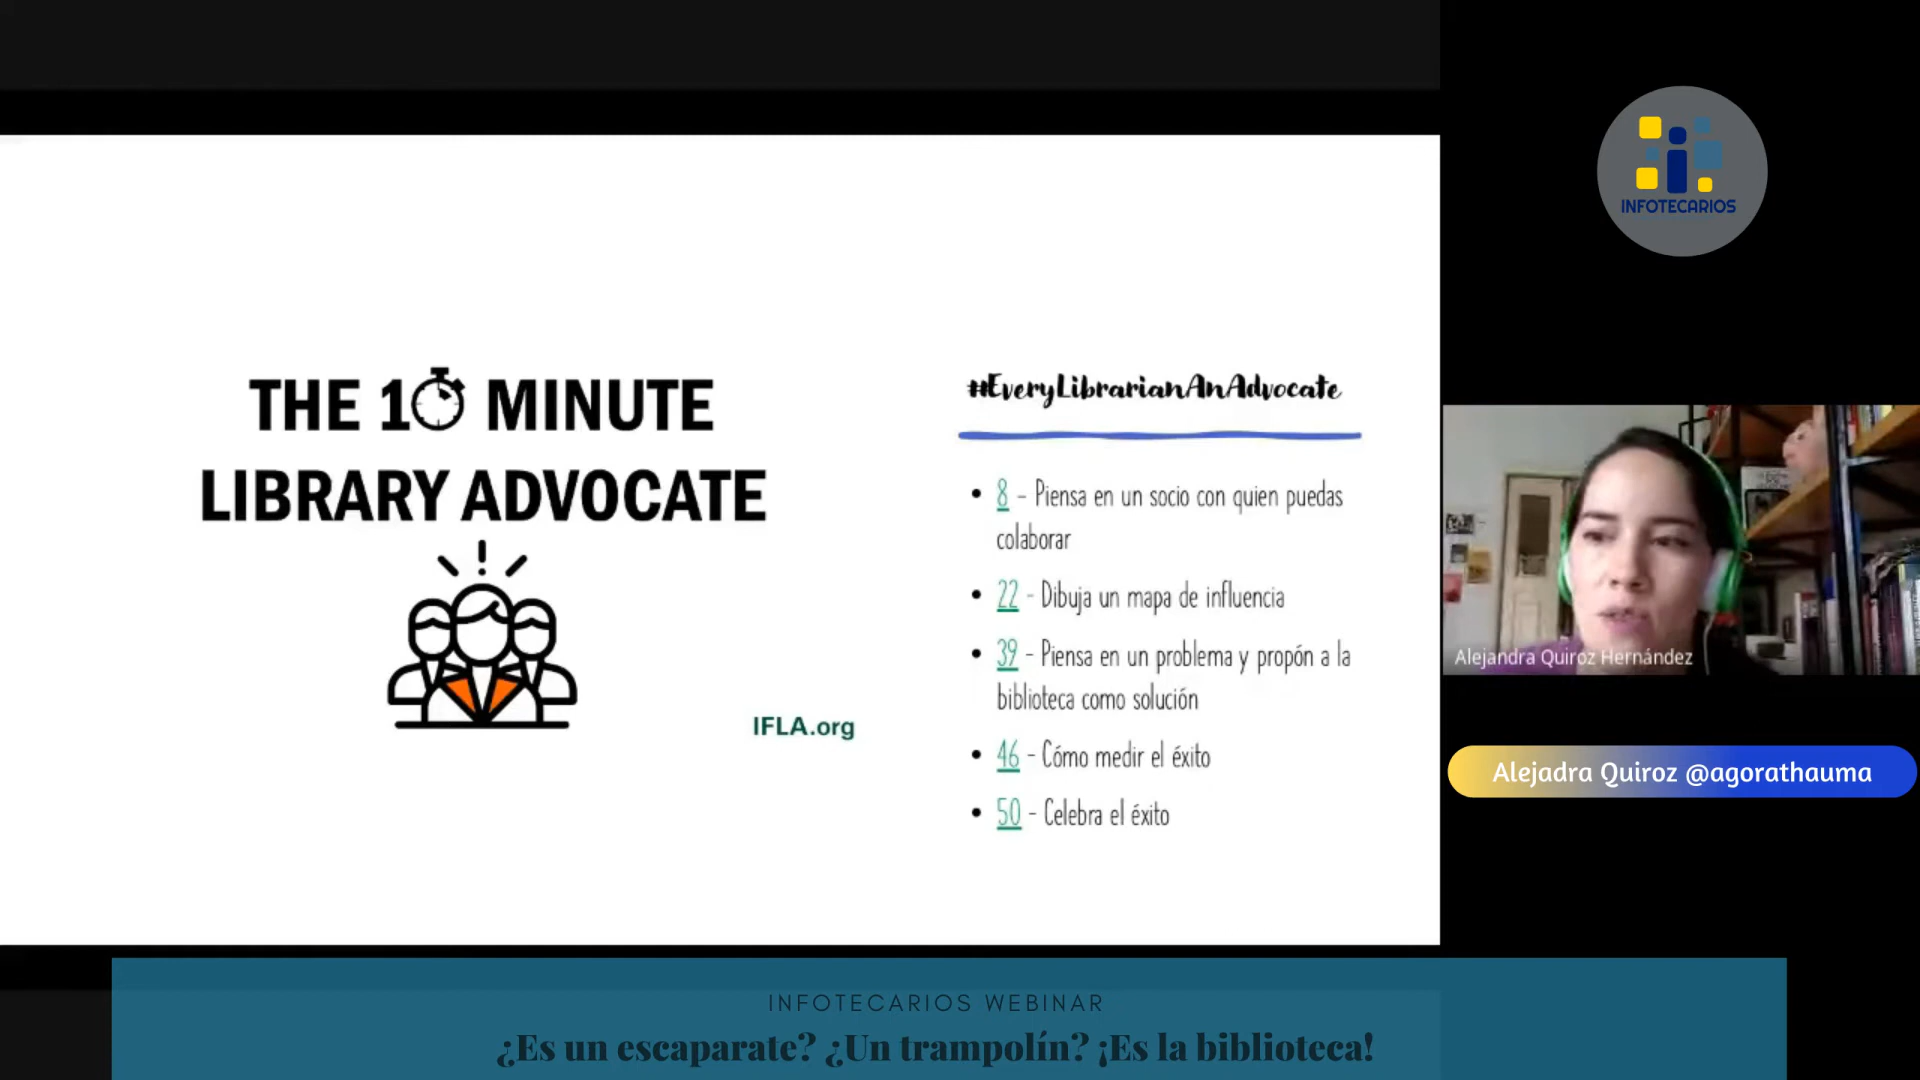 THE 10 MINUTE
LIBRARY ADVOCATE
IFLA.org
#EveryLibrarianAnAdvocate
• 8 - Piensa en un socio con quien puedas
colaborar
• 22 - Dibuja un mapa de influencia
• 39 - Piensa en un problema y propón a la
biblioteca como solución
• 46 - Cómo medir el éxito
• 50 - Celebra el éxito
INFOTECARIOS
Alejandra Quiroz Hernández
Alejadra Quiroz @agorathauma
INFOTECARIOS WEBINAR
¿Es un escaparate? ¿Un trampolín? ¡Es la biblioteca!